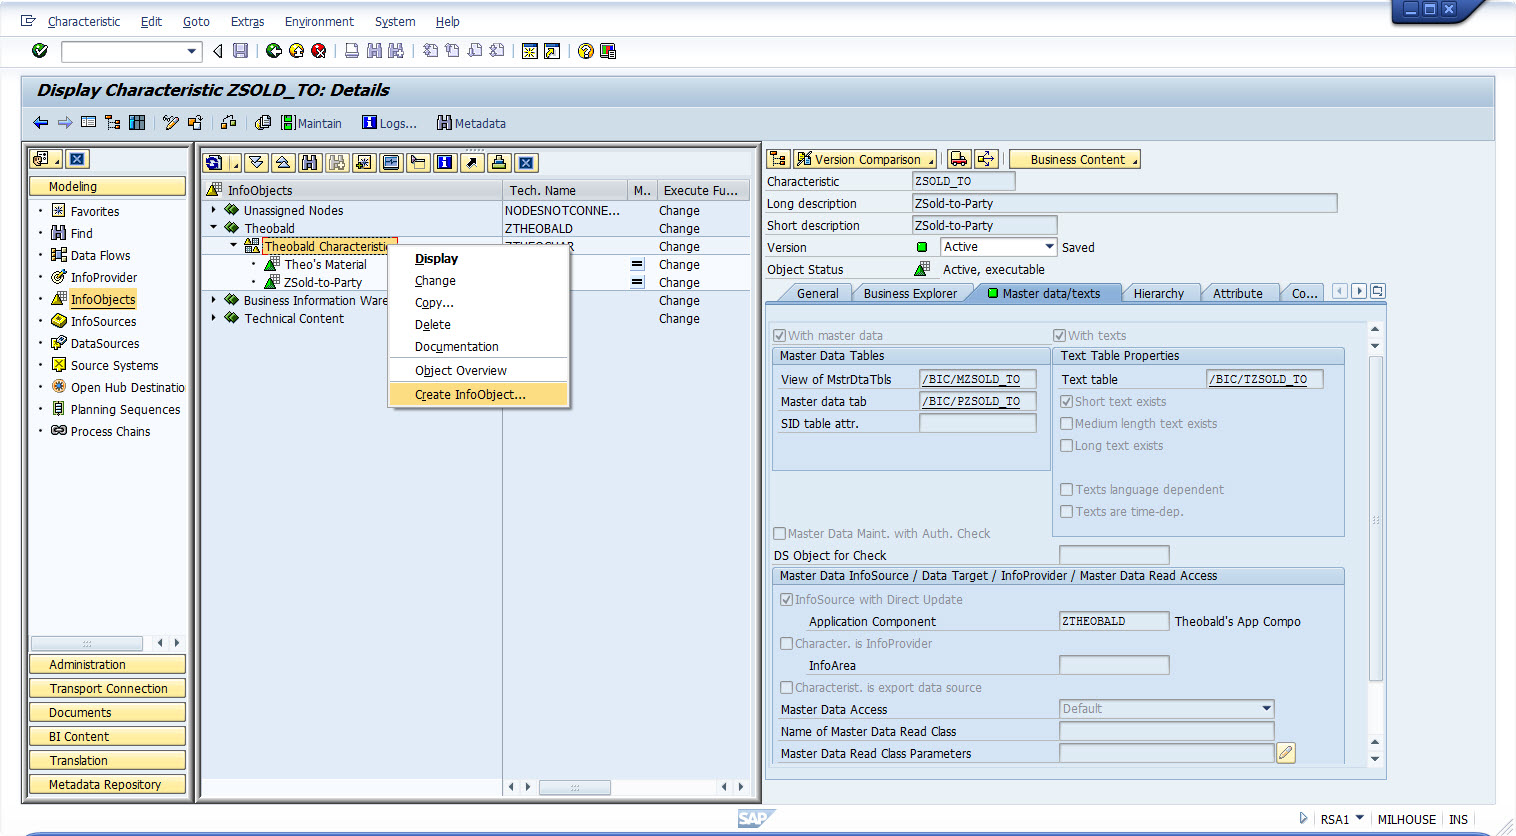 Characteristic Edit Goto Extras Environment System Help
Display Characteristic ZSOLD_TO: Details
Maintain Logs... Metadata
Modeling
Favorites
Find
Data Flows
InfoProvider
InfoObjects
InfoSources
DataSources
Source Systems
Open Hub Destinatio
Planning Sequences
Process Chains
Administration
Transport Connection
Documents
BI Content
Translation
Metadata Repository
InfoObjects Tech. Name M.. Execute Fu...
Unassigned Nodes NODESNOTCONNE... Change
Theobald ZTHEOBALD Change
Theobald Characteristic Change
Theo's Material Change
ZSold-to-Party Change
Business Information Ware Change
Technical Content Change
Display
Change
Copy...
Delete
Documentation
Object Overview
Create InfoObject...
Version Comparison Business Content
Characteristic ZSOLD_TO
Long description ZSold-to-Party
Short description ZSold-to-Party
Version Active Saved
Object Status Active, executable
General Business Explorer Master data/texts Hierarchy Attribute Co...
With master data With texts
Master Data Tables Text Table Properties
View of MstrDtaTbls /BIC/MZSOLD_TO Text table /BIC/TZSOLD_TO
Master data tab /BIC/PZSOLD_TO Short text exists
SID table attr. Medium length text exists
Long text exists
Texts language dependent
Texts are time-dep.
Master Data Maint. with Auth. Check
DS Object for Check
Master Data InfoSource / Data Target / InfoProvider / Master Data Read Access
InfoSource with Direct Update
Application Component ZTHEOBALD Theobald's App Compo
Character. is InfoProvider
InfoArea
Characterist. is export data source
Master Data Access Default
Name of Master Data Read Class
Master Data Read Class Parameters
SAP RSA1 MILHOUSE INS